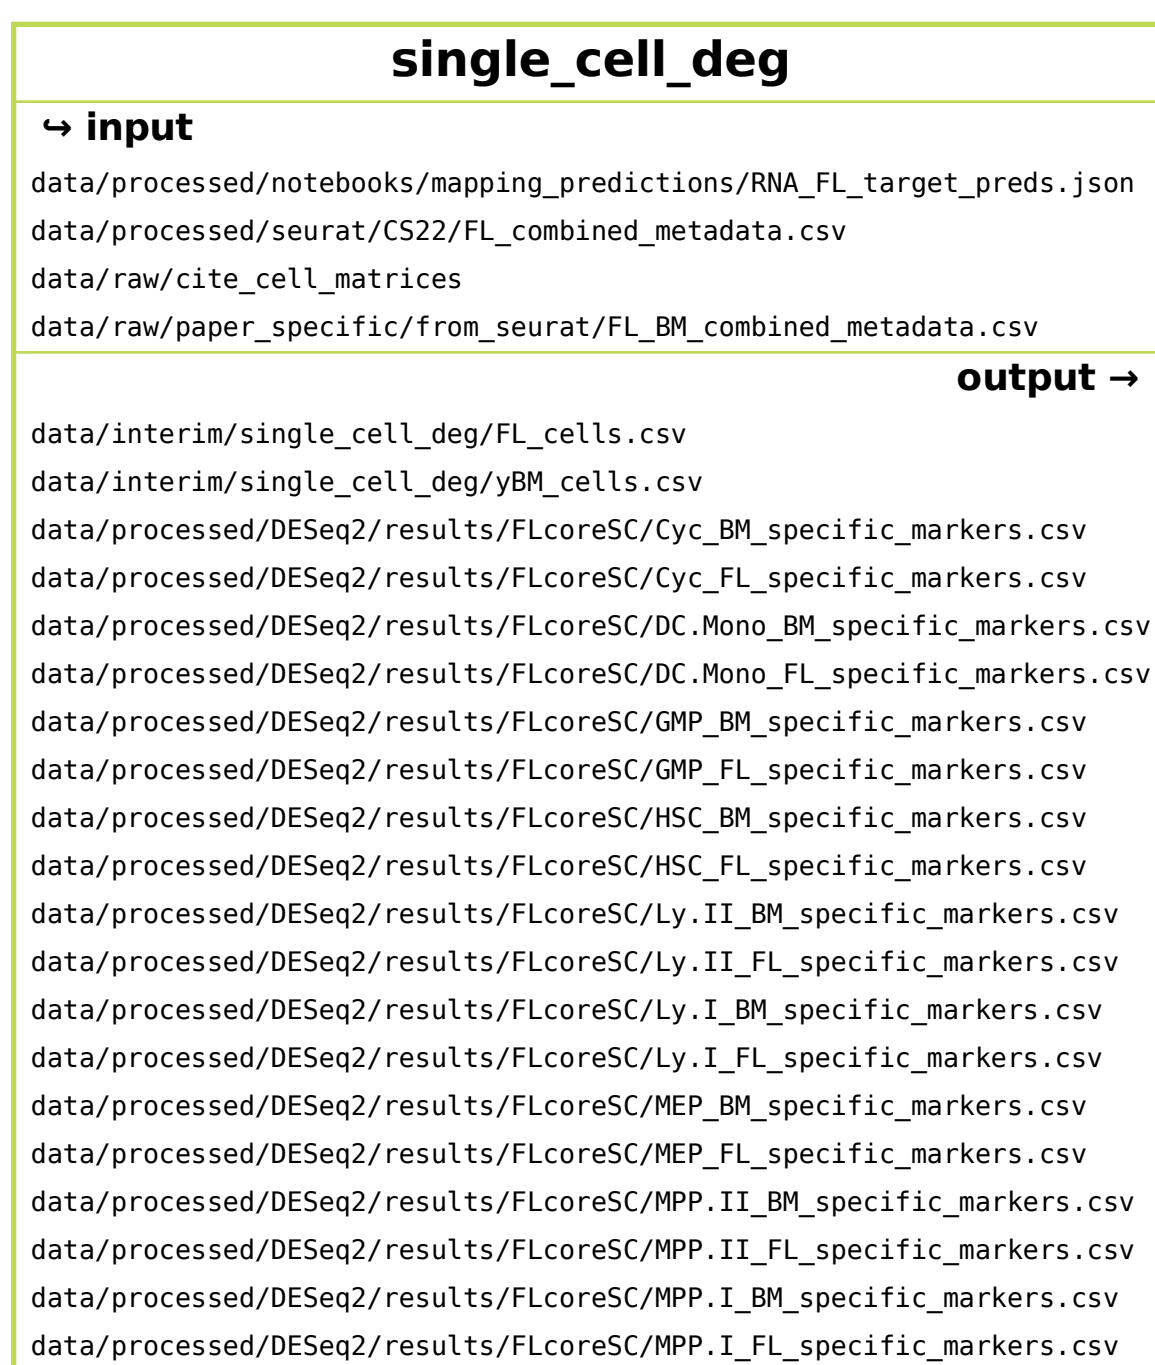 single_cell_deg
↪ input
data/processed/notebooks/mapping_predictions/RNA_FL_target_preds.json
data/processed/seurat/CS22/FL_combined_metadata.csv
data/raw/cite_cell_matrices
data/raw/paper_specific/from_seurat/FL_BM_combined_metadata.csv
output →
data/interim/single_cell_deg/FL_cells.csv
data/interim/single_cell_deg/yBM_cells.csv
data/processed/DESeq2/results/FLcoreSC/Cyc_BM_specific_markers.csv
data/processed/DESeq2/results/FLcoreSC/Cyc_FL_specific_markers.csv
data/processed/DESeq2/results/FLcoreSC/DC.Mono_BM_specific_markers.csv
data/processed/DESeq2/results/FLcoreSC/DC.Mono_FL_specific_markers.csv
data/processed/DESeq2/results/FLcoreSC/GMP_BM_specific_markers.csv
data/processed/DESeq2/results/FLcoreSC/GMP_FL_specific_markers.csv
data/processed/DESeq2/results/FLcoreSC/HSC_BM_specific_markers.csv
data/processed/DESeq2/results/FLcoreSC/HSC_FL_specific_markers.csv
data/processed/DESeq2/results/FLcoreSC/Ly.II_BM_specific_markers.csv
data/processed/DESeq2/results/FLcoreSC/Ly.II_FL_specific_markers.csv
data/processed/DESeq2/results/FLcoreSC/Ly.I_BM_specific_markers.csv
data/processed/DESeq2/results/FLcoreSC/Ly.I_FL_specific_markers.csv
data/processed/DESeq2/results/FLcoreSC/MEP_BM_specific_markers.csv
data/processed/DESeq2/results/FLcoreSC/MEP_FL_specific_markers.csv
data/processed/DESeq2/results/FLcoreSC/MPP.II_BM_specific_markers.csv
data/processed/DESeq2/results/FLcoreSC/MPP.II_FL_specific_markers.csv
data/processed/DESeq2/results/FLcoreSC/MPP.I_BM_specific_markers.csv
data/processed/DESeq2/results/FLcoreSC/MPP.I_FL_specific_markers.csv